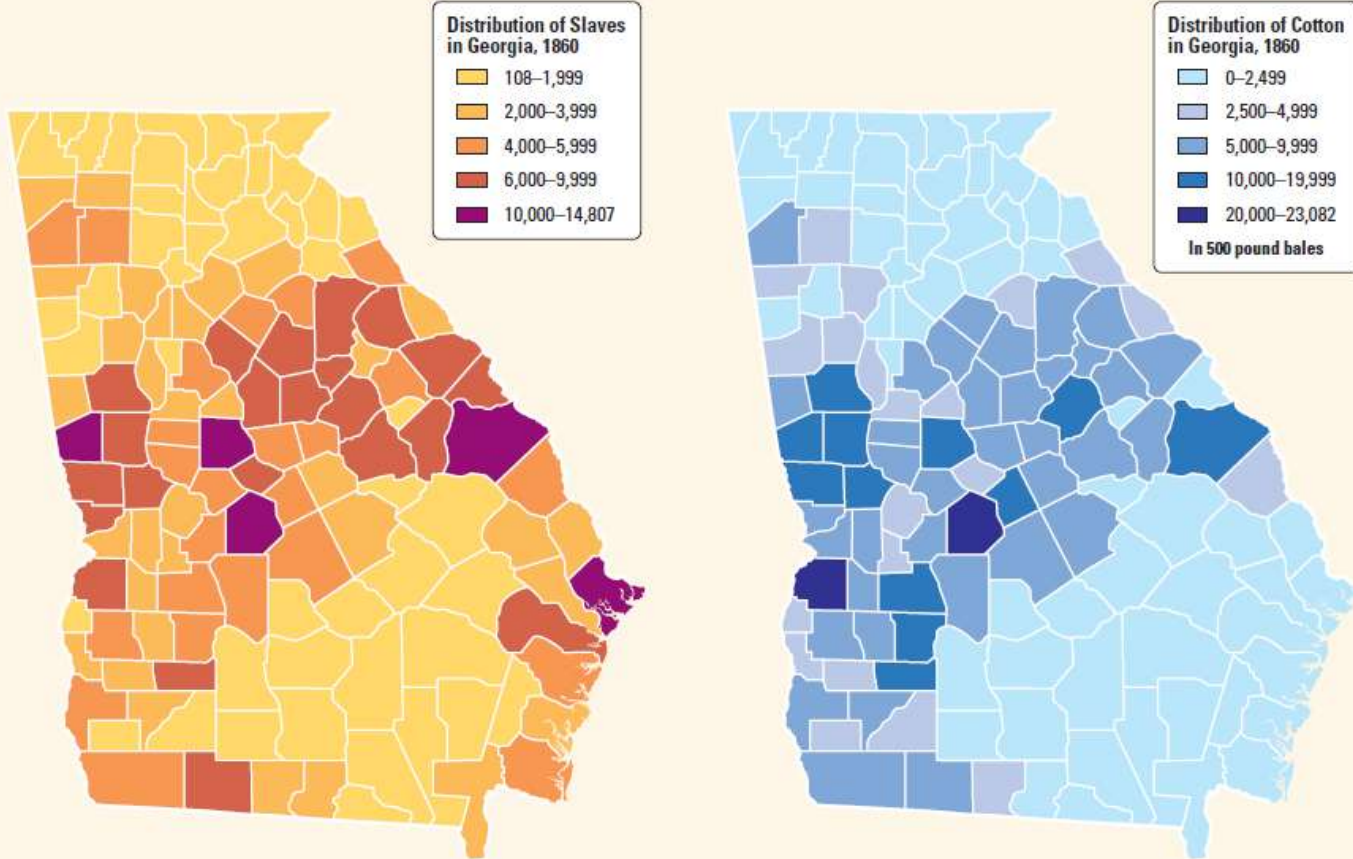 Distribution of Slaves
in Georgia, 1860
108–1,999
2,000–3,999
4,000–5,999
6,000–9,999
10,000–14,807
Distribution of Cotton
in Georgia, 1860
0–2,499
2,500–4,999
5,000–9,999
10,000–19,999
20,000–23,082
In 500 pound bales